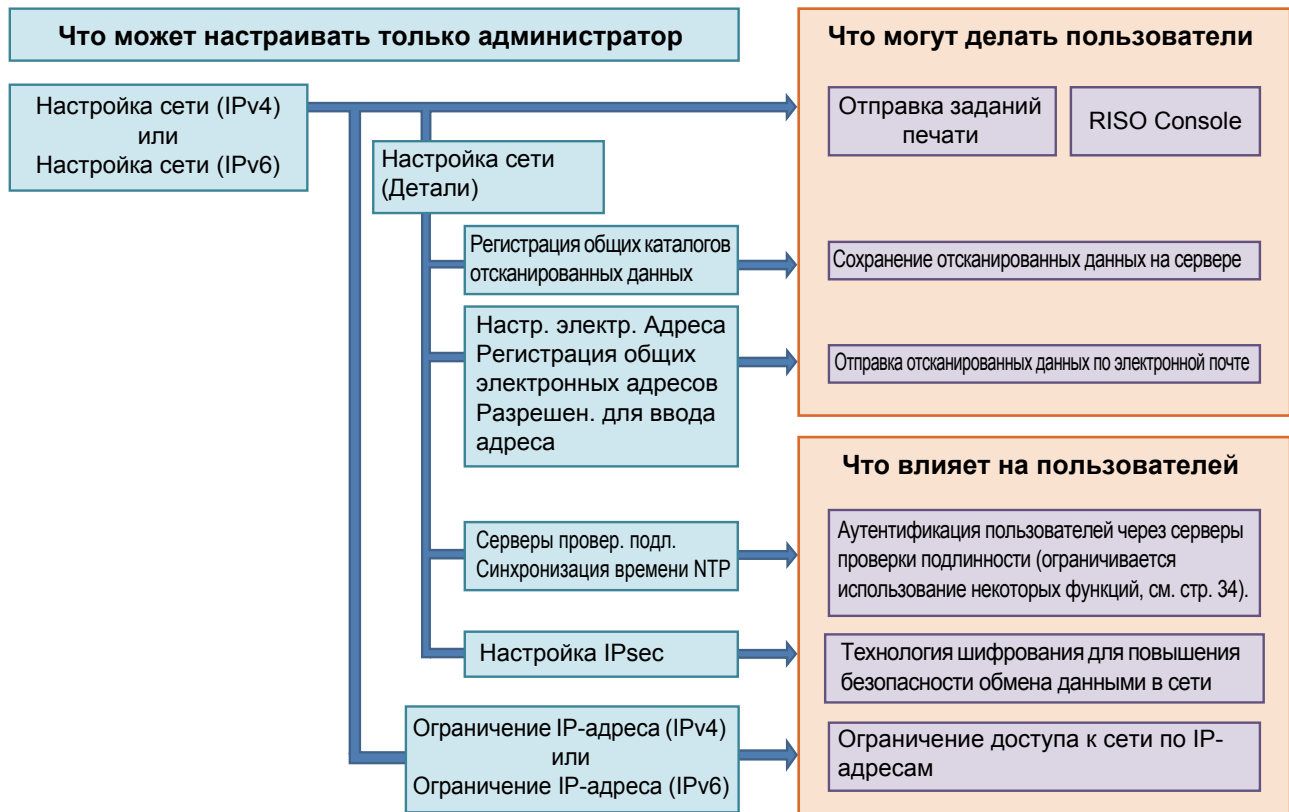 Что может настраивать только администратор
Что могут делать пользователи
Настройка сети (IPv4)
или
Настройка сети (IPv6)
Отправка заданий
печати
RISO Console
Настройка сети
(Детали)
Регистрация общих каталогов
отсканированных данных
Сохранение отсканированных данных на сервере
Настр. электр. Адреса
Регистрация общих
электронных адресов
Разрешен. для ввода
адреса
Отправка отсканированных данных по электронной почте
Что влияет на пользователей
Серверы провер. подл.
Синхронизация времени NTP
Аутентификация пользователей через серверы
проверки подлинности (ограничивается
использование некоторых функций, см. стр. 34).
Настройка IPsec
Технология шифрования для повышения
безопасности обмена данными в сети
Ограничение IP-адреса (IPv4)
или
Ограничение IP-адреса (IPv6)
Ограничение доступа к сети по IP-
адресам